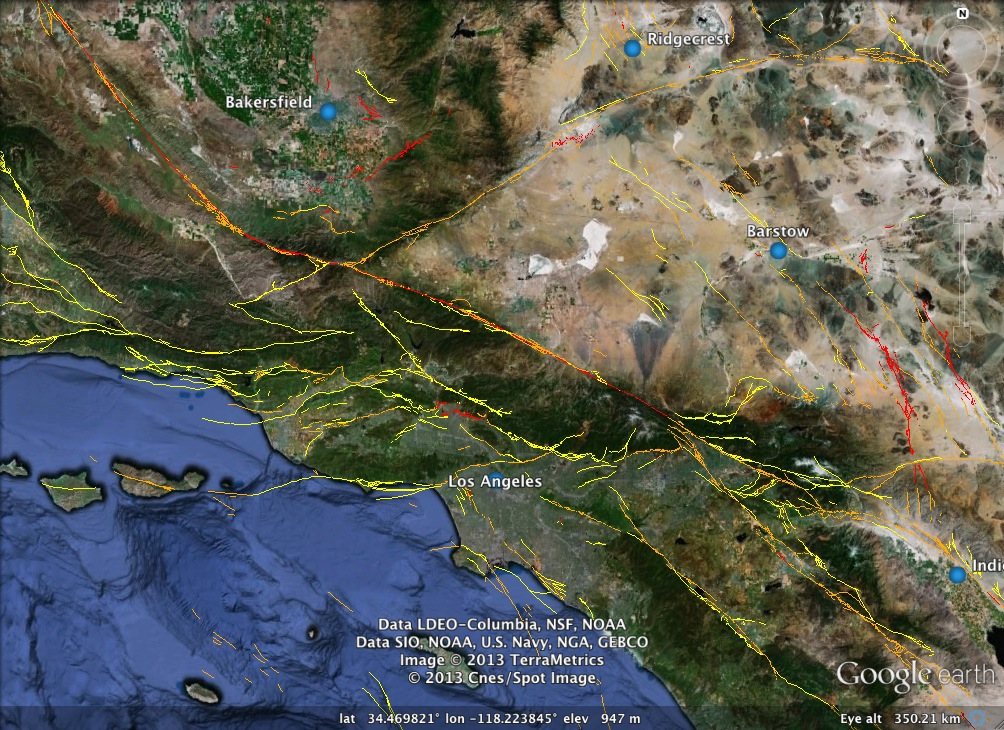 N
Ridgecrest
Bakersfield
Barstow
Los Angeles
Indi
Data LDEO-Columbia, NSF, NOAA
Data SIO, NOAA, U.S. Navy, NGA, GEBCO
Image © 2013 TerraMetrics
© 2013 Cnes/Spot Image
Google earth
lat 34.469821° lon -118.223845° elev 947 m
Eye alt 350.21 km